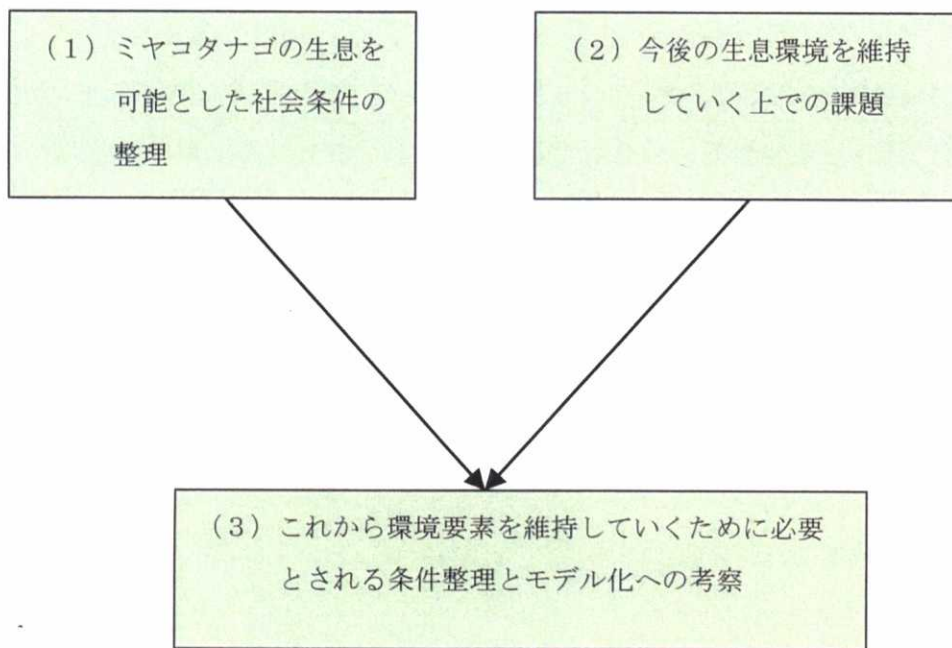 （１）ミヤコタナゴの生息を
可能とした社会条件の
整理
（２）今後の生息環境を維持
していく上での課題
（３）これから環境要素を維持していくために必要
とされる条件整理とモデル化への考察